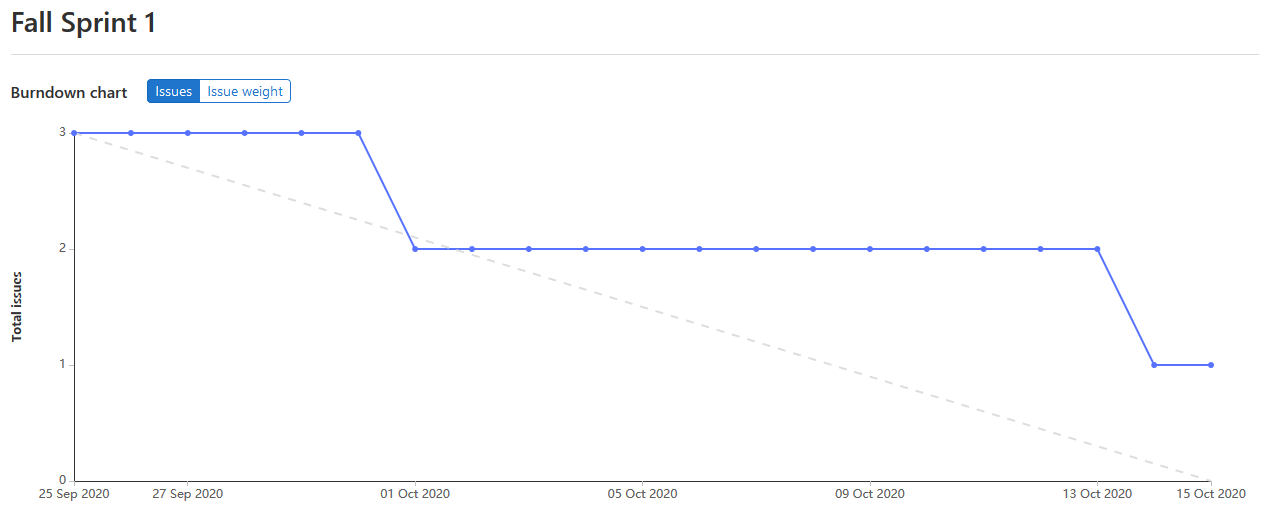 Fall Sprint 1
Burndown chart Issues Issue weight
3
2
1
0
Total issues
25 Sep 2020 27 Sep 2020 01 Oct 2020 05 Oct 2020 09 Oct 2020 13 Oct 2020 15 Oct 2020